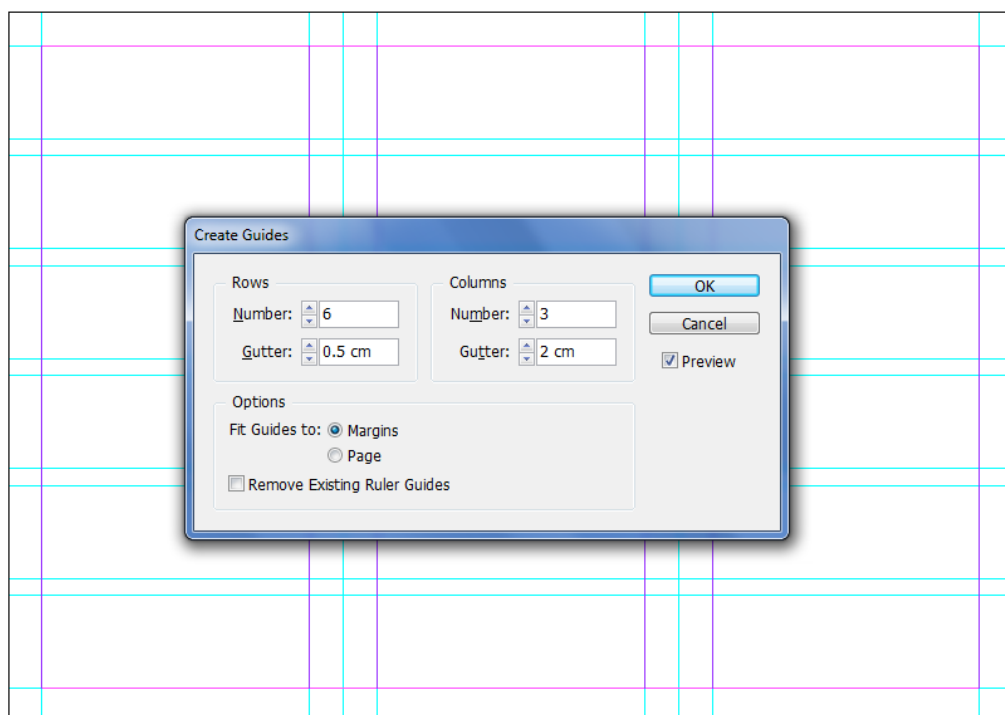 Create Guides
Rows
Number: 6
Gutter: 0.5 cm
Columns
Number: 3
Gutter: 2 cm
OK
Cancel
Preview
Options
Fit Guides to: Margins
Page
Remove Existing Ruler Guides